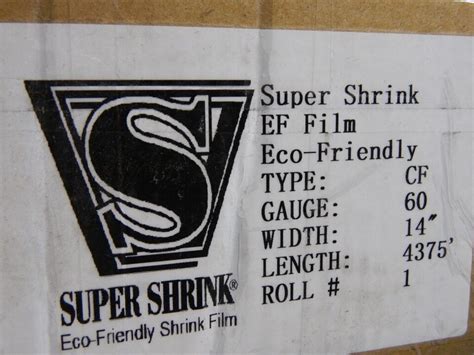 S
SUPER SHRINK®
Eco-Friendly Shrink Film
Super Shrink
EF Film
Eco-Friendly
TYPE: CF
GAUGE: 60
WIDTH: 14"
LENGTH: 4375'
ROLL # 1